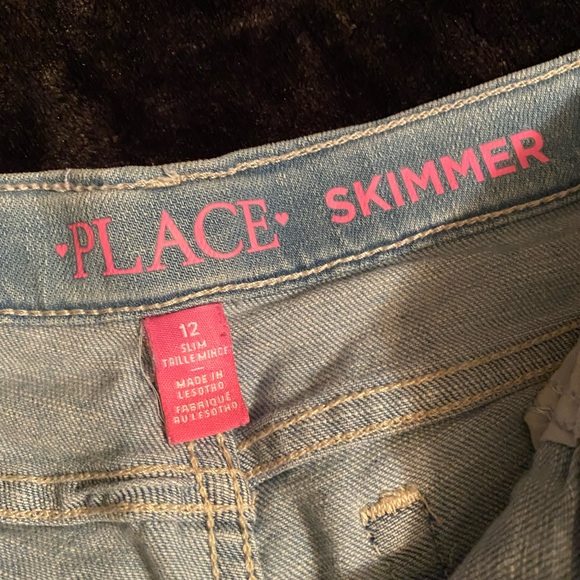 ♥PLACE♥ SKIMMER
12
SLIM
TAILLE MINCE
—
MADE IN
LESOTHO
FABRIQUÉ
AU LESOTHO